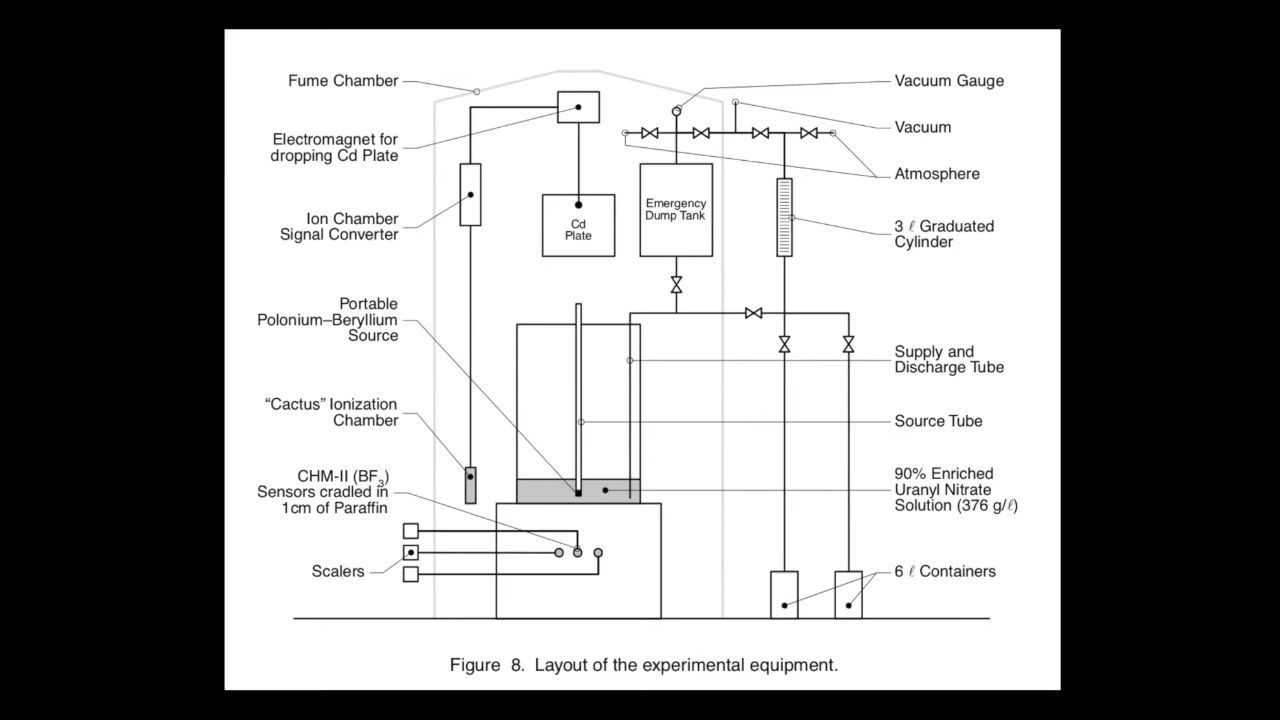 Fume Chamber
Electromagnet for
dropping Cd Plate
Ion Chamber
Signal Converter
Portable
Polonium–Beryllium
Source
“Cactus” Ionization
Chamber
CHM-II (BF₃)
Sensors cradled in
1cm of Paraffin
Scalers
Cd
Plate
Emergency
Dump Tank
Vacuum Gauge
Vacuum
Atmosphere
3 ℓ Graduated
Cylinder
Supply and
Discharge Tube
Source Tube
90% Enriched
Uranyl Nitrate
Solution (376 g/ℓ)
6 ℓ Containers
Figure 8. Layout of the experimental equipment.